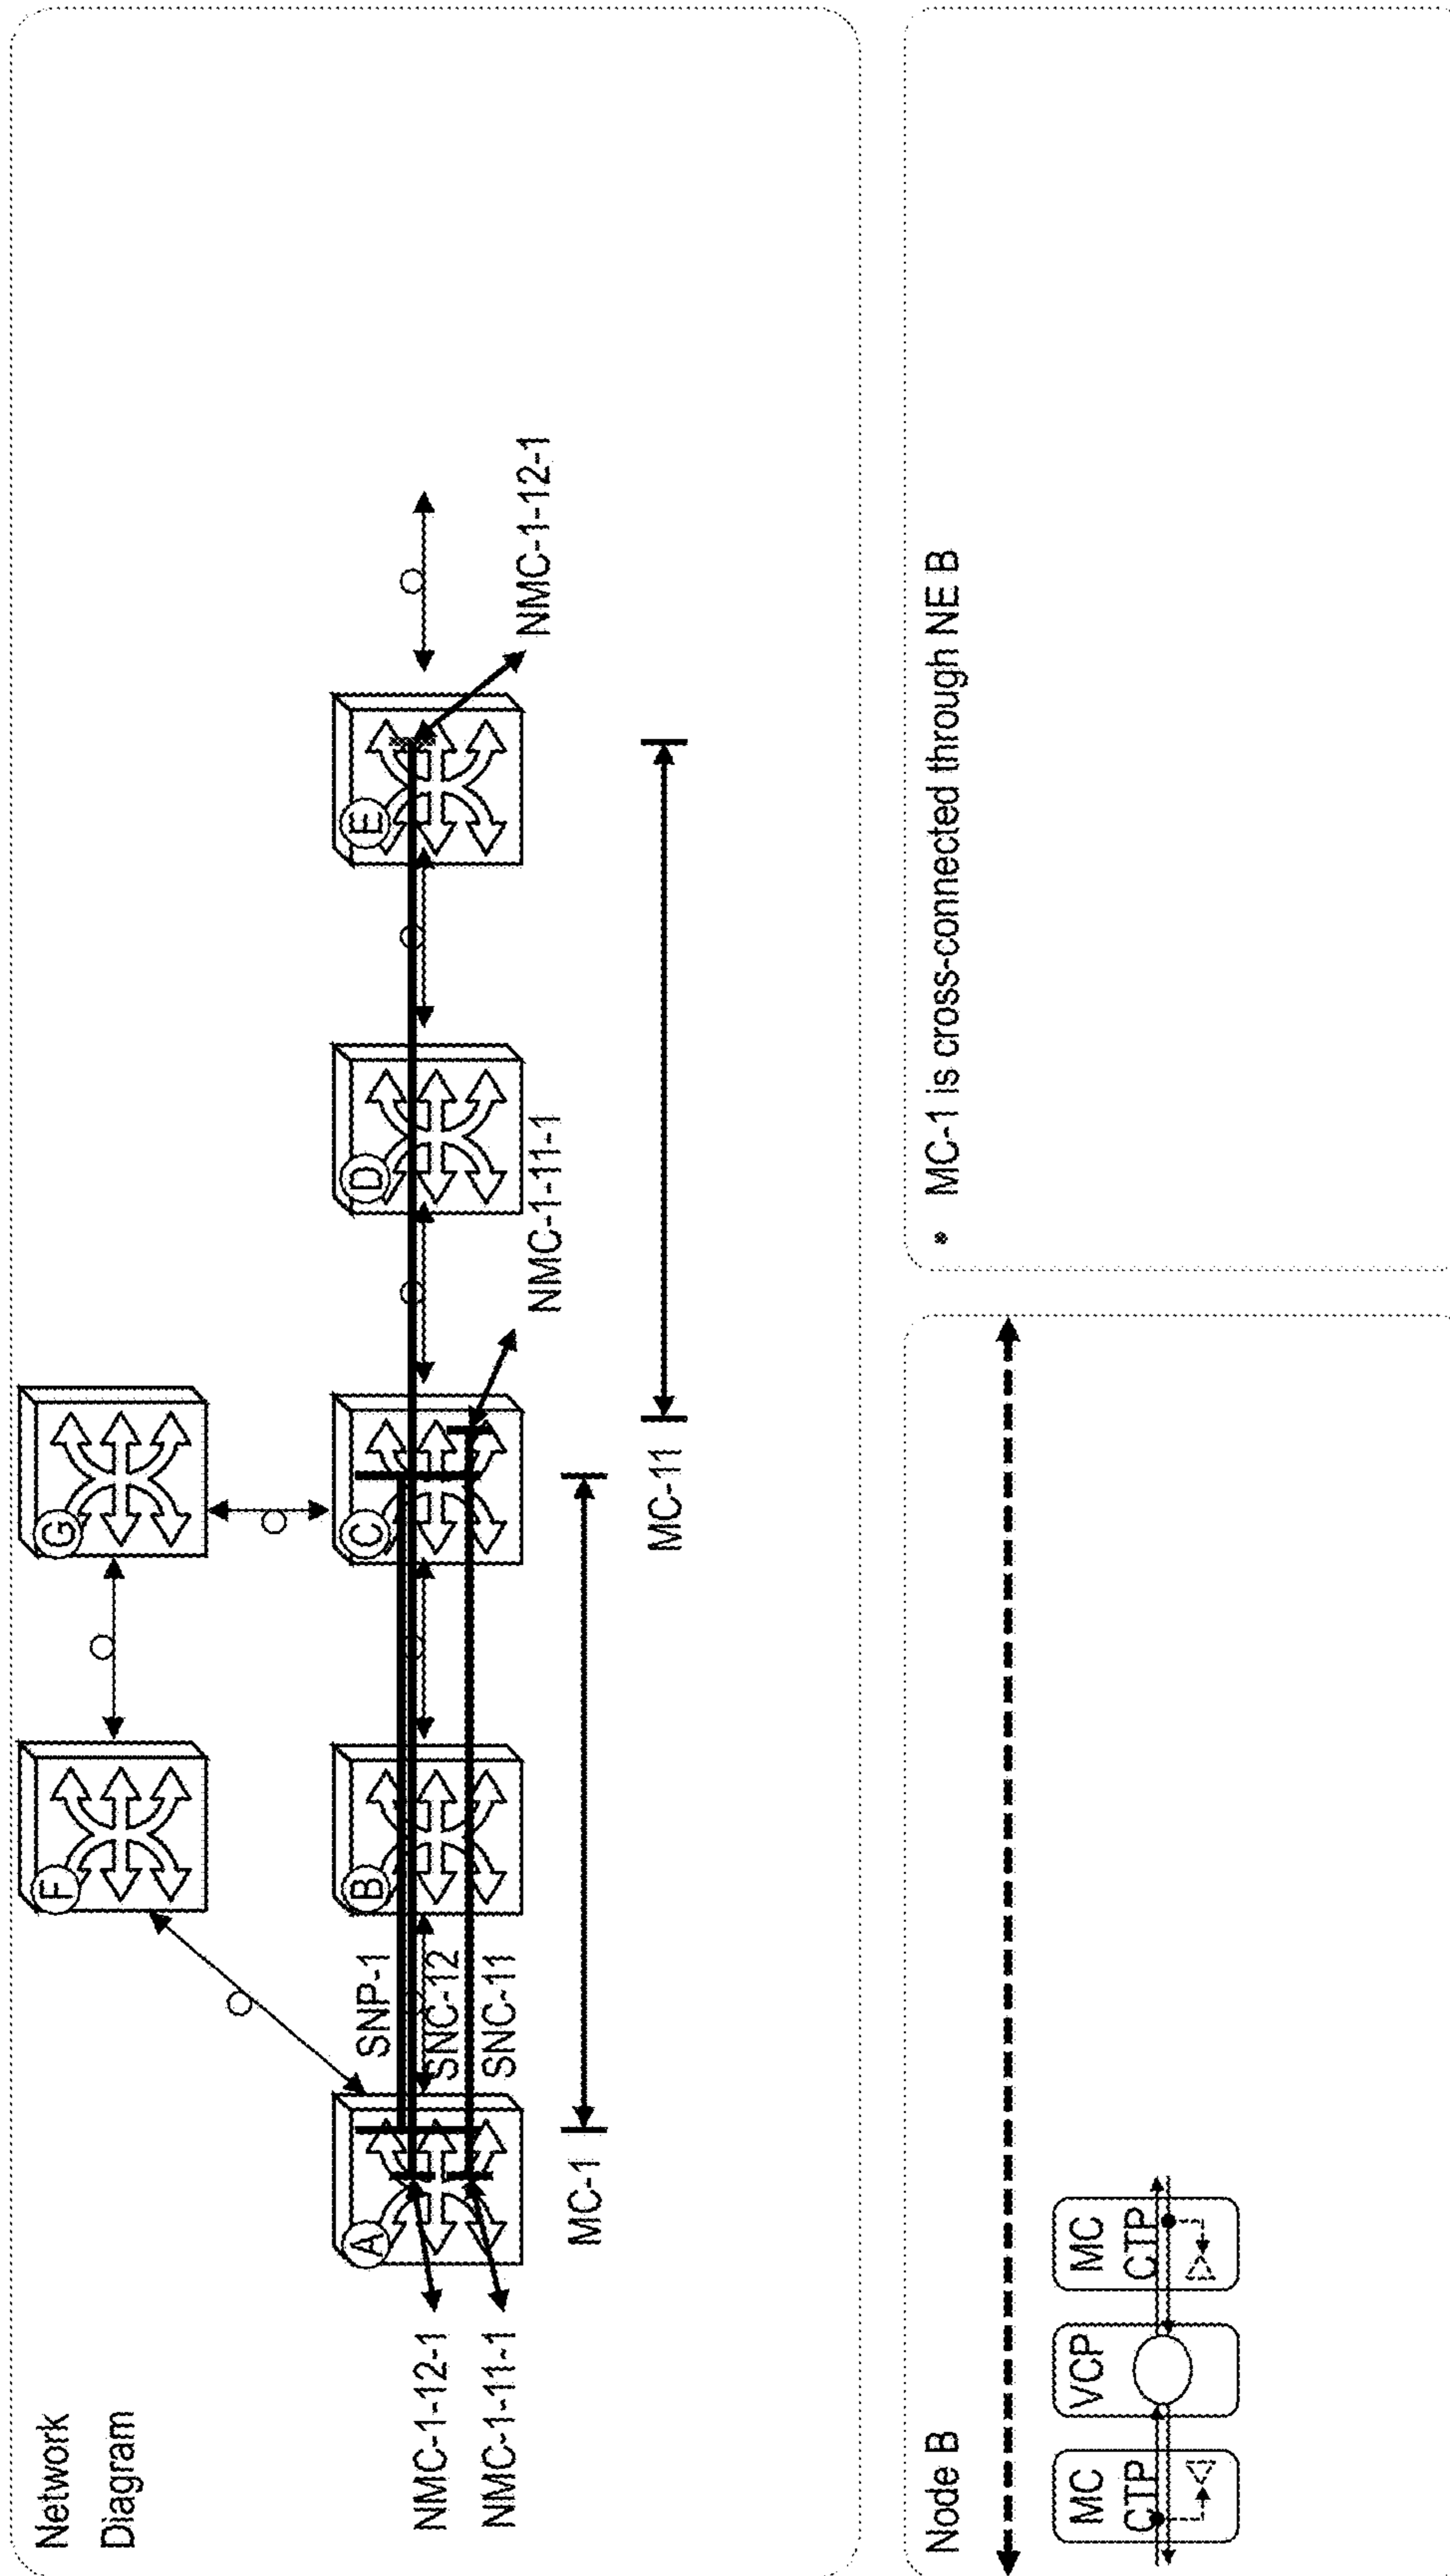 Network
Diagram
F
G
SNP-1
A
B
C
D
E
SNC-12
SNC-11
NMC-1-12-1
NMC-1-11-1
NMC-1-11-1
NMC-1-12-1
MC-1
MC-11
Node B
MC
CTP
VCP
MC
CTP
• MC-1 is cross-connected through NE B